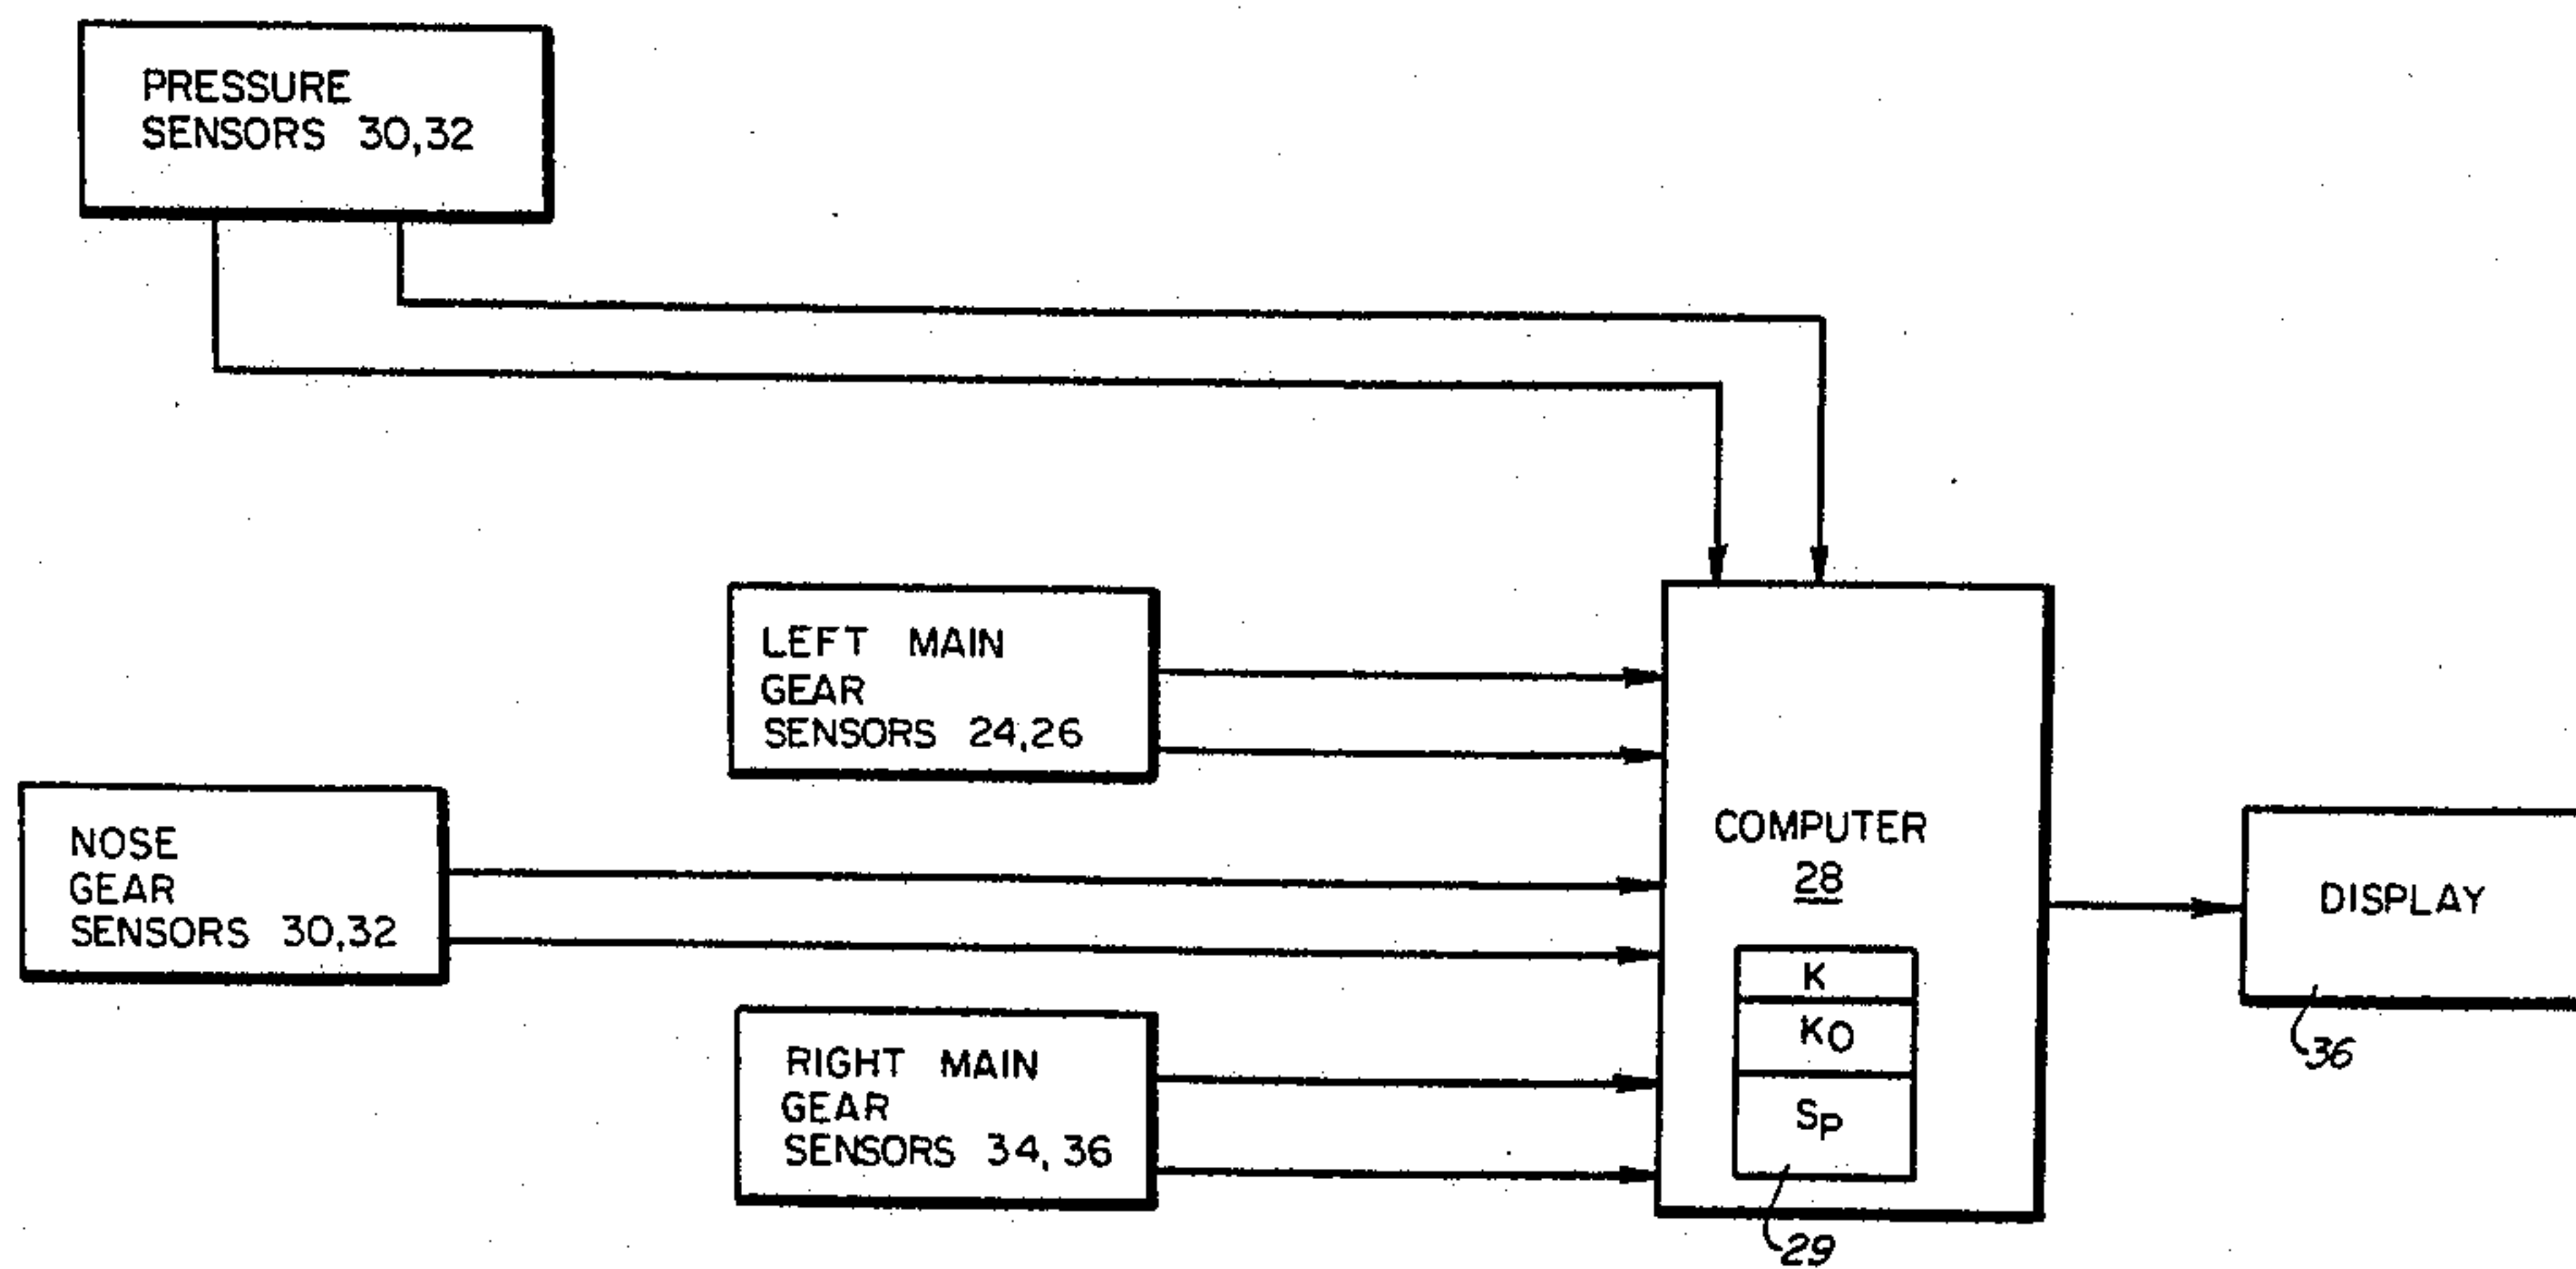 PRESSURE
SENSORS 30,32
LEFT MAIN
GEAR
SENSORS 24,26
NOSE
GEAR
SENSORS 30,32
RIGHT MAIN
GEAR
SENSORS 34, 36
COMPUTER
28
K
KO
SP
29
DISPLAY
36